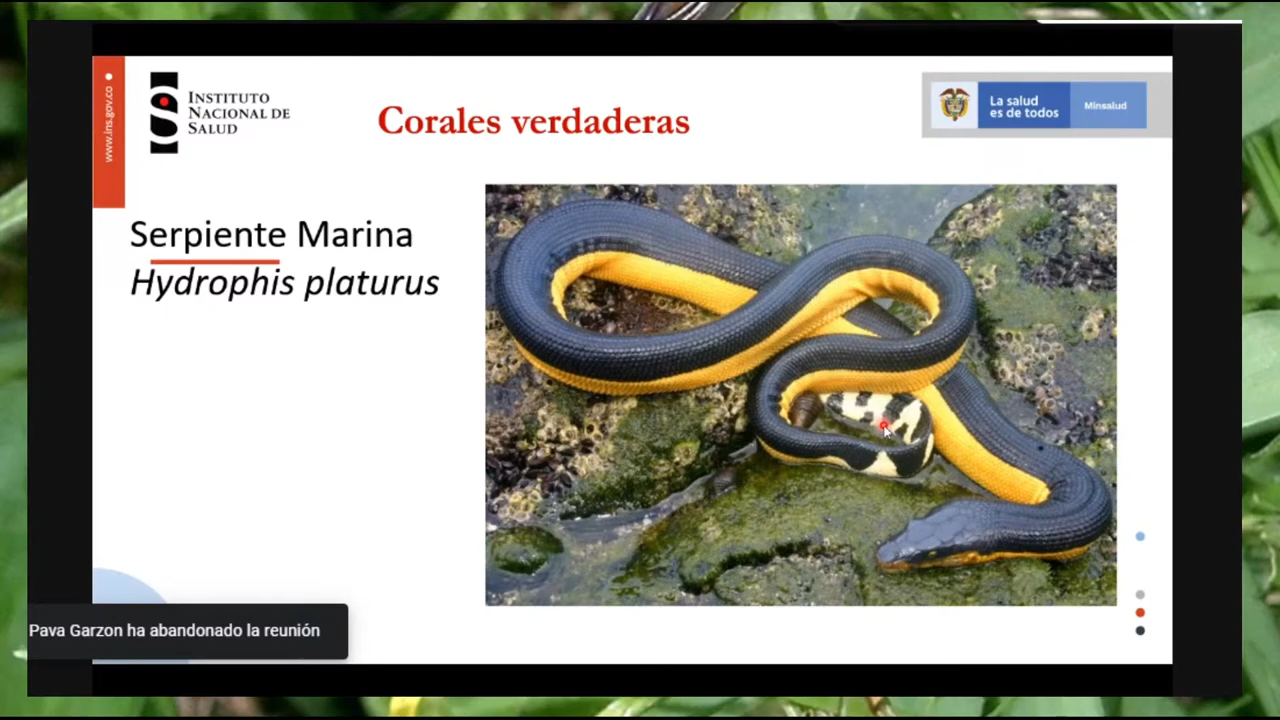 www.ins.gov.co
INSTITUTO
NACIONAL DE
SALUD
Corales verdaderas
La salud
es de todos
Minsalud
Serpiente Marina
Hydrophis platurus
Pava Garzon ha abandonado la reunión